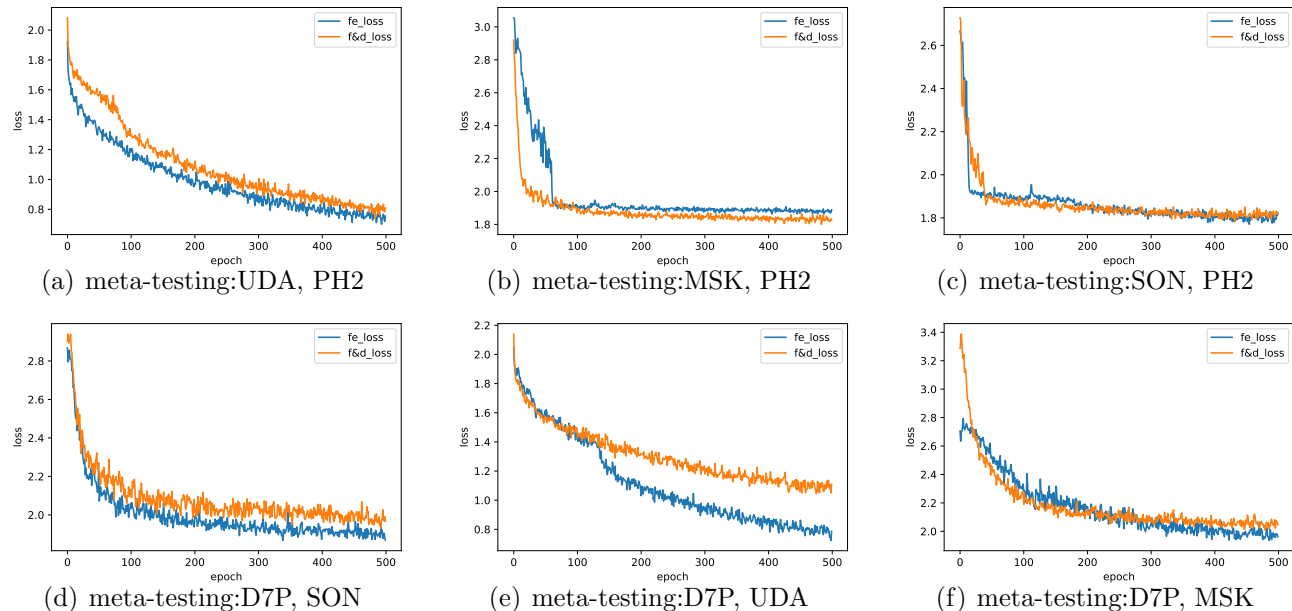 2.0
1.8
1.6
1.4
1.2
1.0
0.8
loss
0 100 200 300 400 500
epoch
fe_loss
f&d_loss
(a) meta-testing:UDA, PH2
3.0
2.8
2.6
2.4
2.2
2.0
1.8
loss
0 100 200 300 400 500
epoch
fe_loss
f&d_loss
(b) meta-testing:MSK, PH2
2.6
2.4
2.2
2.0
1.8
loss
0 100 200 300 400 500
epoch
fe_loss
f&d_loss
(c) meta-testing:SON, PH2
2.8
2.6
2.4
2.2
2.0
loss
0 100 200 300 400 500
epoch
fe_loss
f&d_loss
(d) meta-testing:D7P, SON
2.2
2.0
1.8
1.6
1.4
1.2
1.0
0.8
loss
0 100 200 300 400 500
epoch
fe_loss
f&d_loss
(e) meta-testing:D7P, UDA
3.4
3.2
3.0
2.8
2.6
2.4
2.2
2.0
loss
0 100 200 300 400 500
epoch
fe_loss
f&d_loss
(f) meta-testing:D7P, MSK